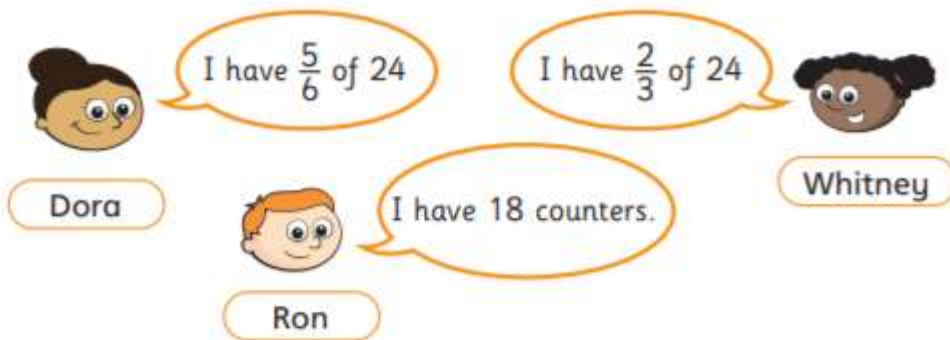 I have 5/6 of 24
I have 2/3 of 24
Dora
Whitney
I have 18 counters.
Ron